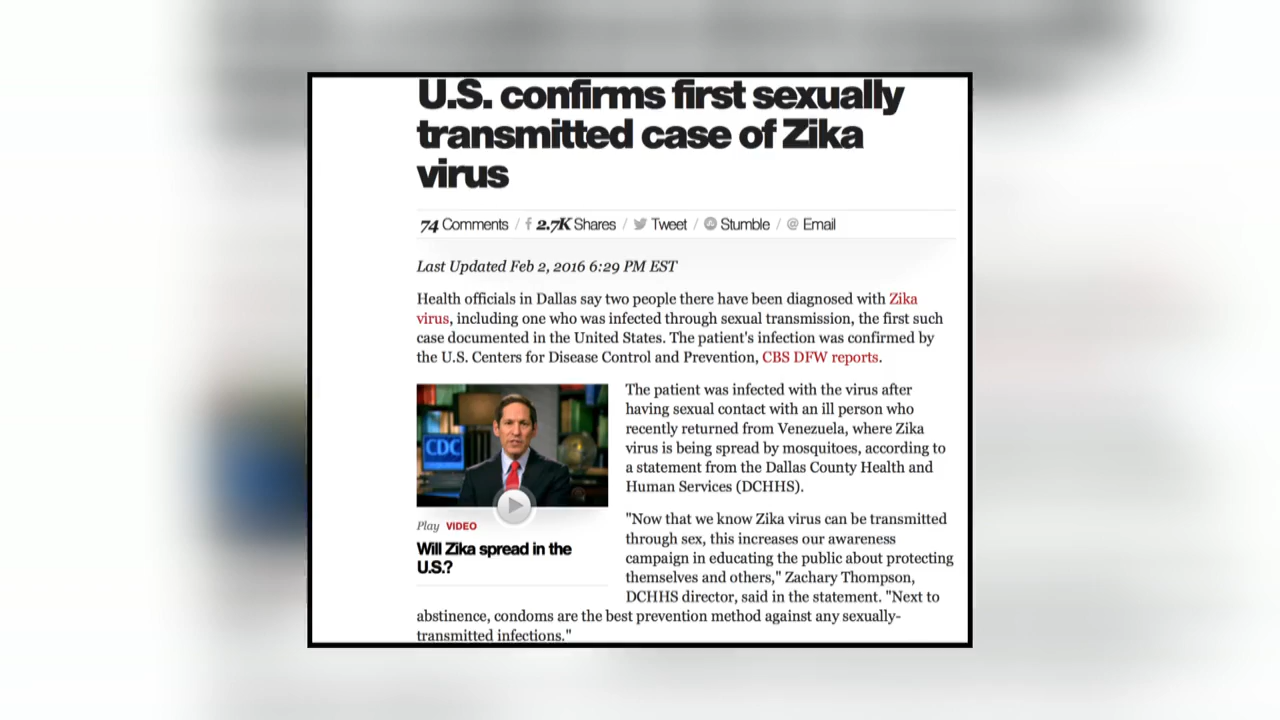 U.S. confirms first sexually
transmitted case of Zika
virus
74 Comments / f 2.7K Shares / Tweet / Stumble / @ Email
Last Updated Feb 2, 2016 6:29 PM EST
Health officials in Dallas say two people there have been diagnosed with Zika
virus, including one who was infected through sexual transmission, the first such
case documented in the United States. The patient's infection was confirmed by
the U.S. Centers for Disease Control and Prevention, CBS DFW reports.
The patient was infected with the virus after
having sexual contact with an ill person who
recently returned from Venezuela, where Zika
virus is being spread by mosquitoes, according to
a statement from the Dallas County Health and
Human Services (DCHHS).
CDC
Play VIDEO
Will Zika spread in the
U.S.?
"Now that we know Zika virus can be transmitted
through sex, this increases our awareness
campaign in educating the public about protecting
themselves and others," Zachary Thompson,
DCHHS director, said in the statement. "Next to
abstinence, condoms are the best prevention method against any sexually-
transmitted infections."